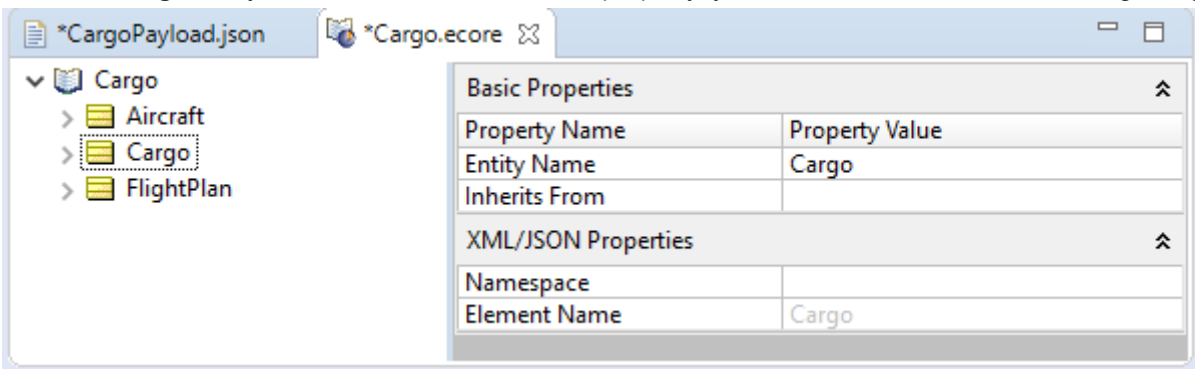 *CargoPayload.json *Cargo.ecore
Cargo
Aircraft
Cargo
FlightPlan
Basic Properties
Property Name Property Value
Entity Name Cargo
Inherits From
XML/JSON Properties
Namespace
Element Name Cargo